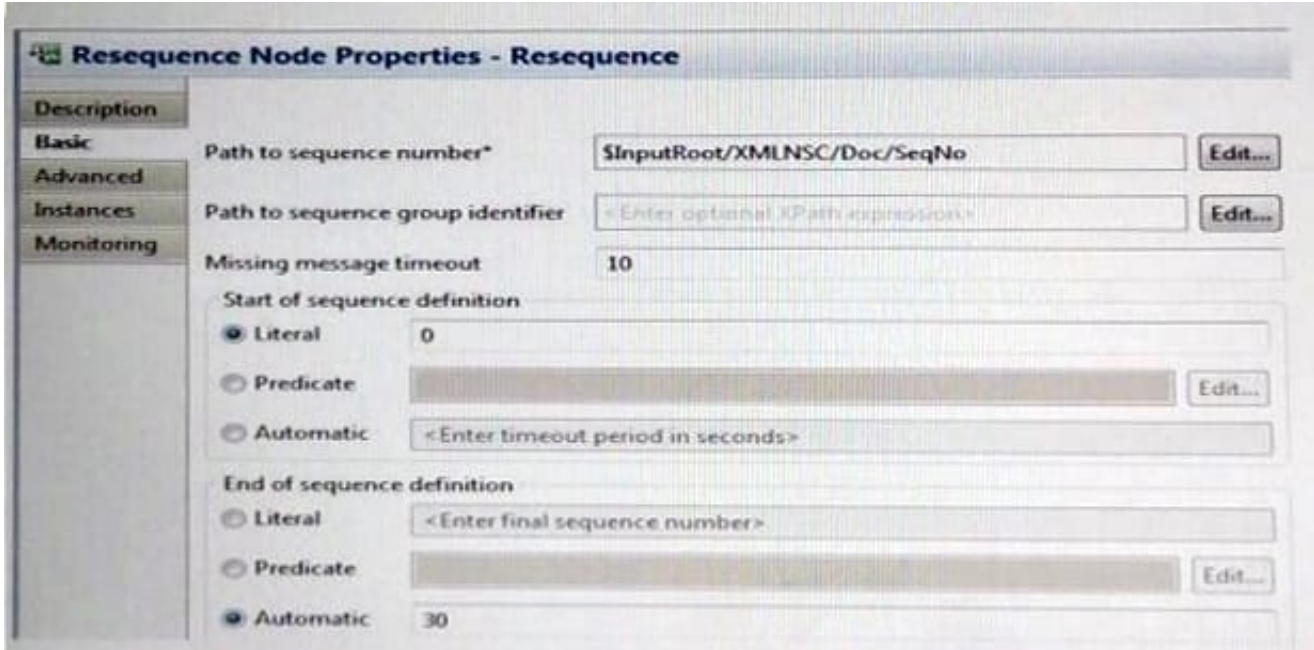 Resequence Node Properties - Resequence
Description
Basic
Advanced
Instances
Monitoring
Path to sequence number* $InputRoot/XMLNSC/Doc/SeqNo Edit...
Path to sequence group identifier <Enter optional XPath expression> Edit...
Missing message timeout 10
Start of sequence definition
Literal 0
Predicate Edit...
Automatic <Enter timeout period in seconds>
End of sequence definition
Literal <Enter final sequence number>
Predicate Edit...
Automatic 30